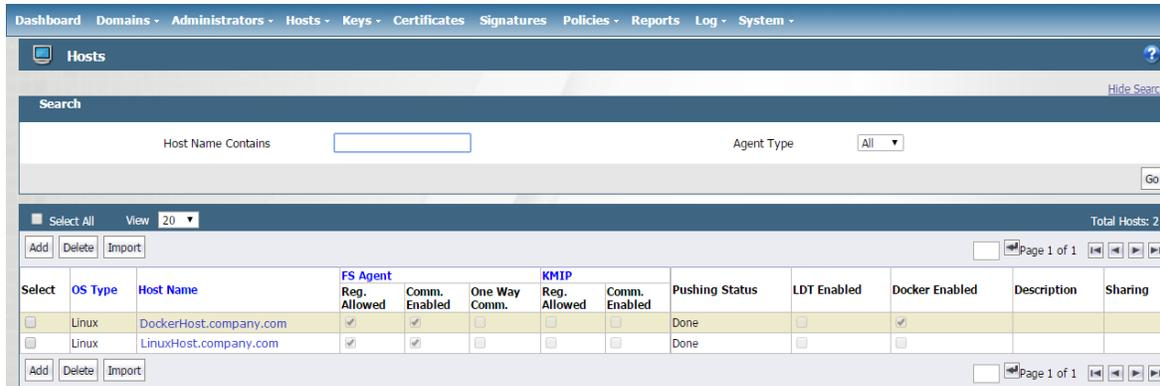 Dashboard Domains Administrators Hosts Keys Certificates Signatures Policies Reports Log System
Hosts
Hide Searc
Search
Host Name Contains Agent Type All
Go
Select All View 20 Total Hosts: 2
Add Delete Import Page 1 of 1
FS Agent KMIP
Select OS Type Host Name Reg. Allowed Comm. Enabled One Way Comm. Reg. Allowed Comm. Enabled Pushing Status LDT Enabled Docker Enabled Description Sharing
Linux DockerHost.company.com Done
Linux LinuxHost.company.com Done
Add Delete Import Page 1 of 1